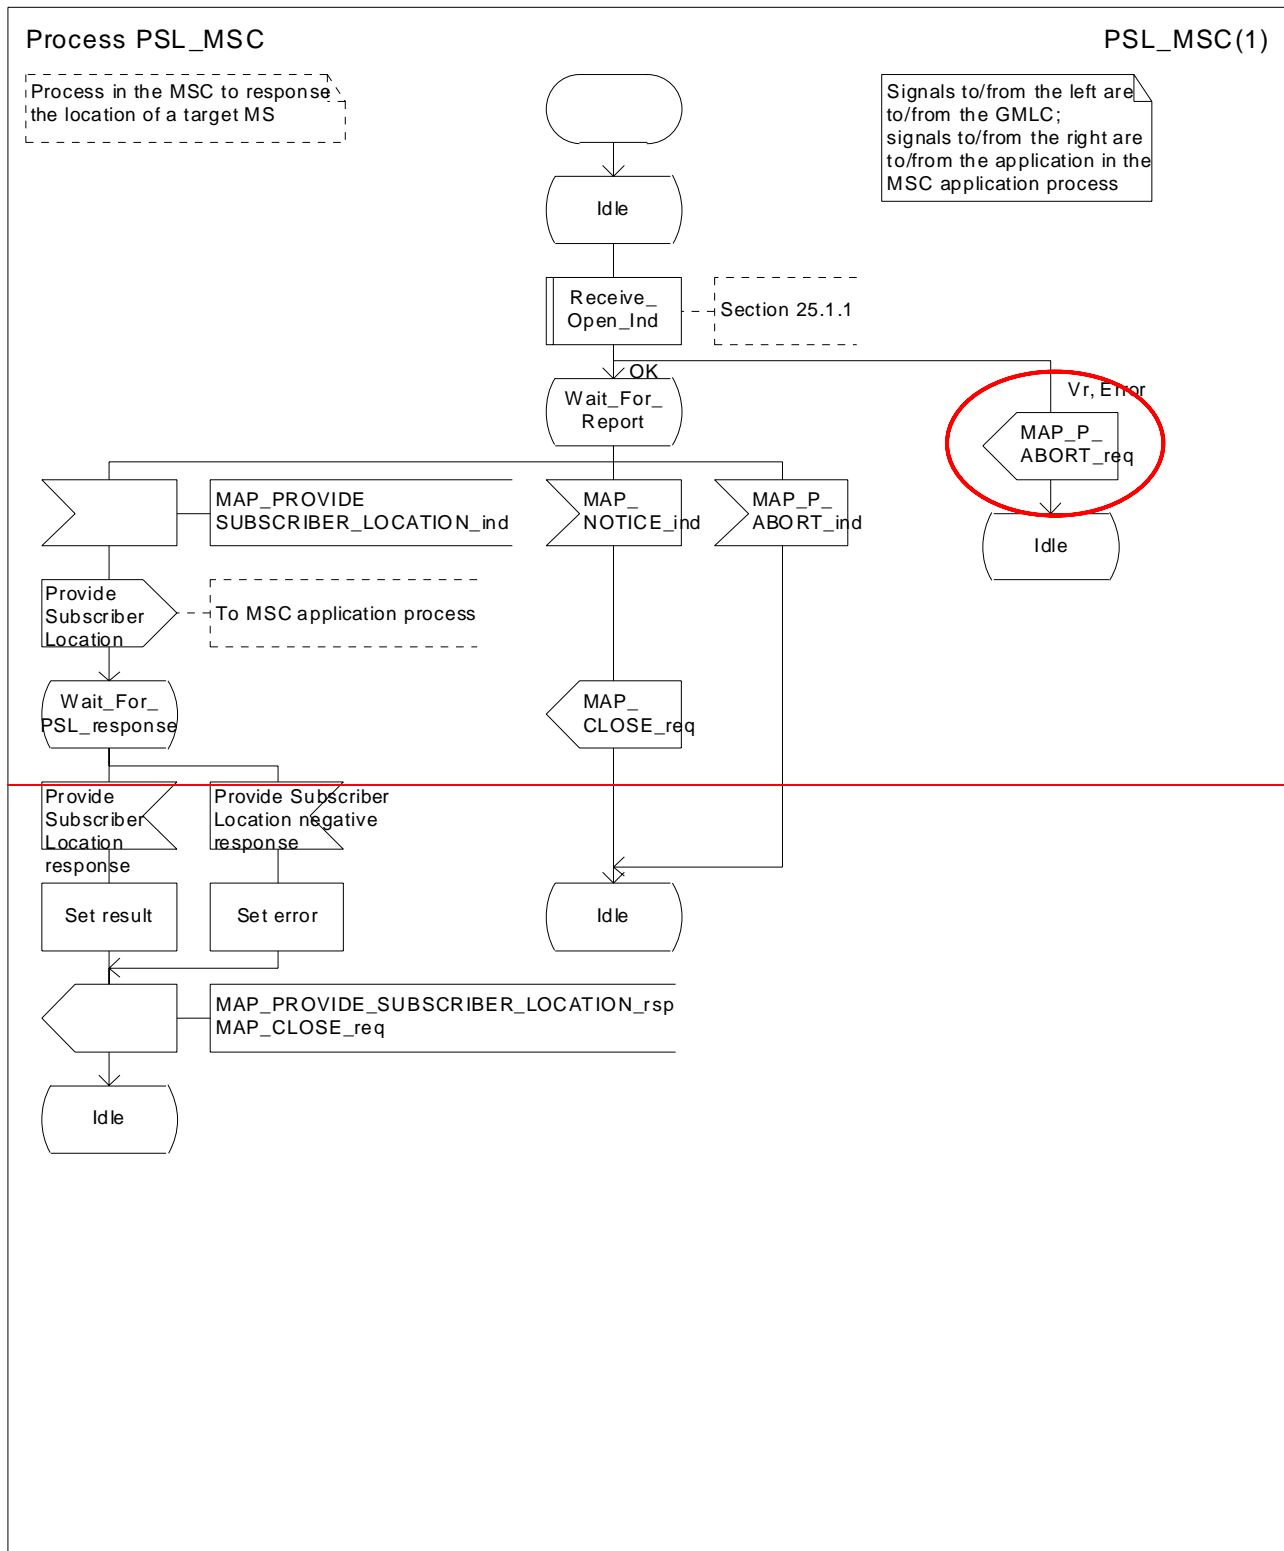 Process PSL_MSC
PSL_MSC(1)
Process in the MSC to response
the location of a target MS
Signals to/from the left are
to/from the GMLC;
signals to/from the right are
to/from the application in the
MSC application process
Idle
Receive_
Open_Ind
Section 25.1.1
OK
Vr, Error
Wait_For_
Report
MAP_P_
ABORT_req
MAP_PROVIDE
SUBSCRIBER_LOCATION_ind
MAP_
NOTICE_ind
MAP_P_
ABORT_ind
Idle
Provide
Subscriber
Location
To MSC application process
Wait_For_
PSL_response
MAP_
CLOSE_req
Provide
Subscriber
Location
response
Provide Subscriber
Location negative
response
Set result
Set error
Idle
MAP_PROVIDE_SUBSCRIBER_LOCATION_rsp
MAP_CLOSE_req
Idle